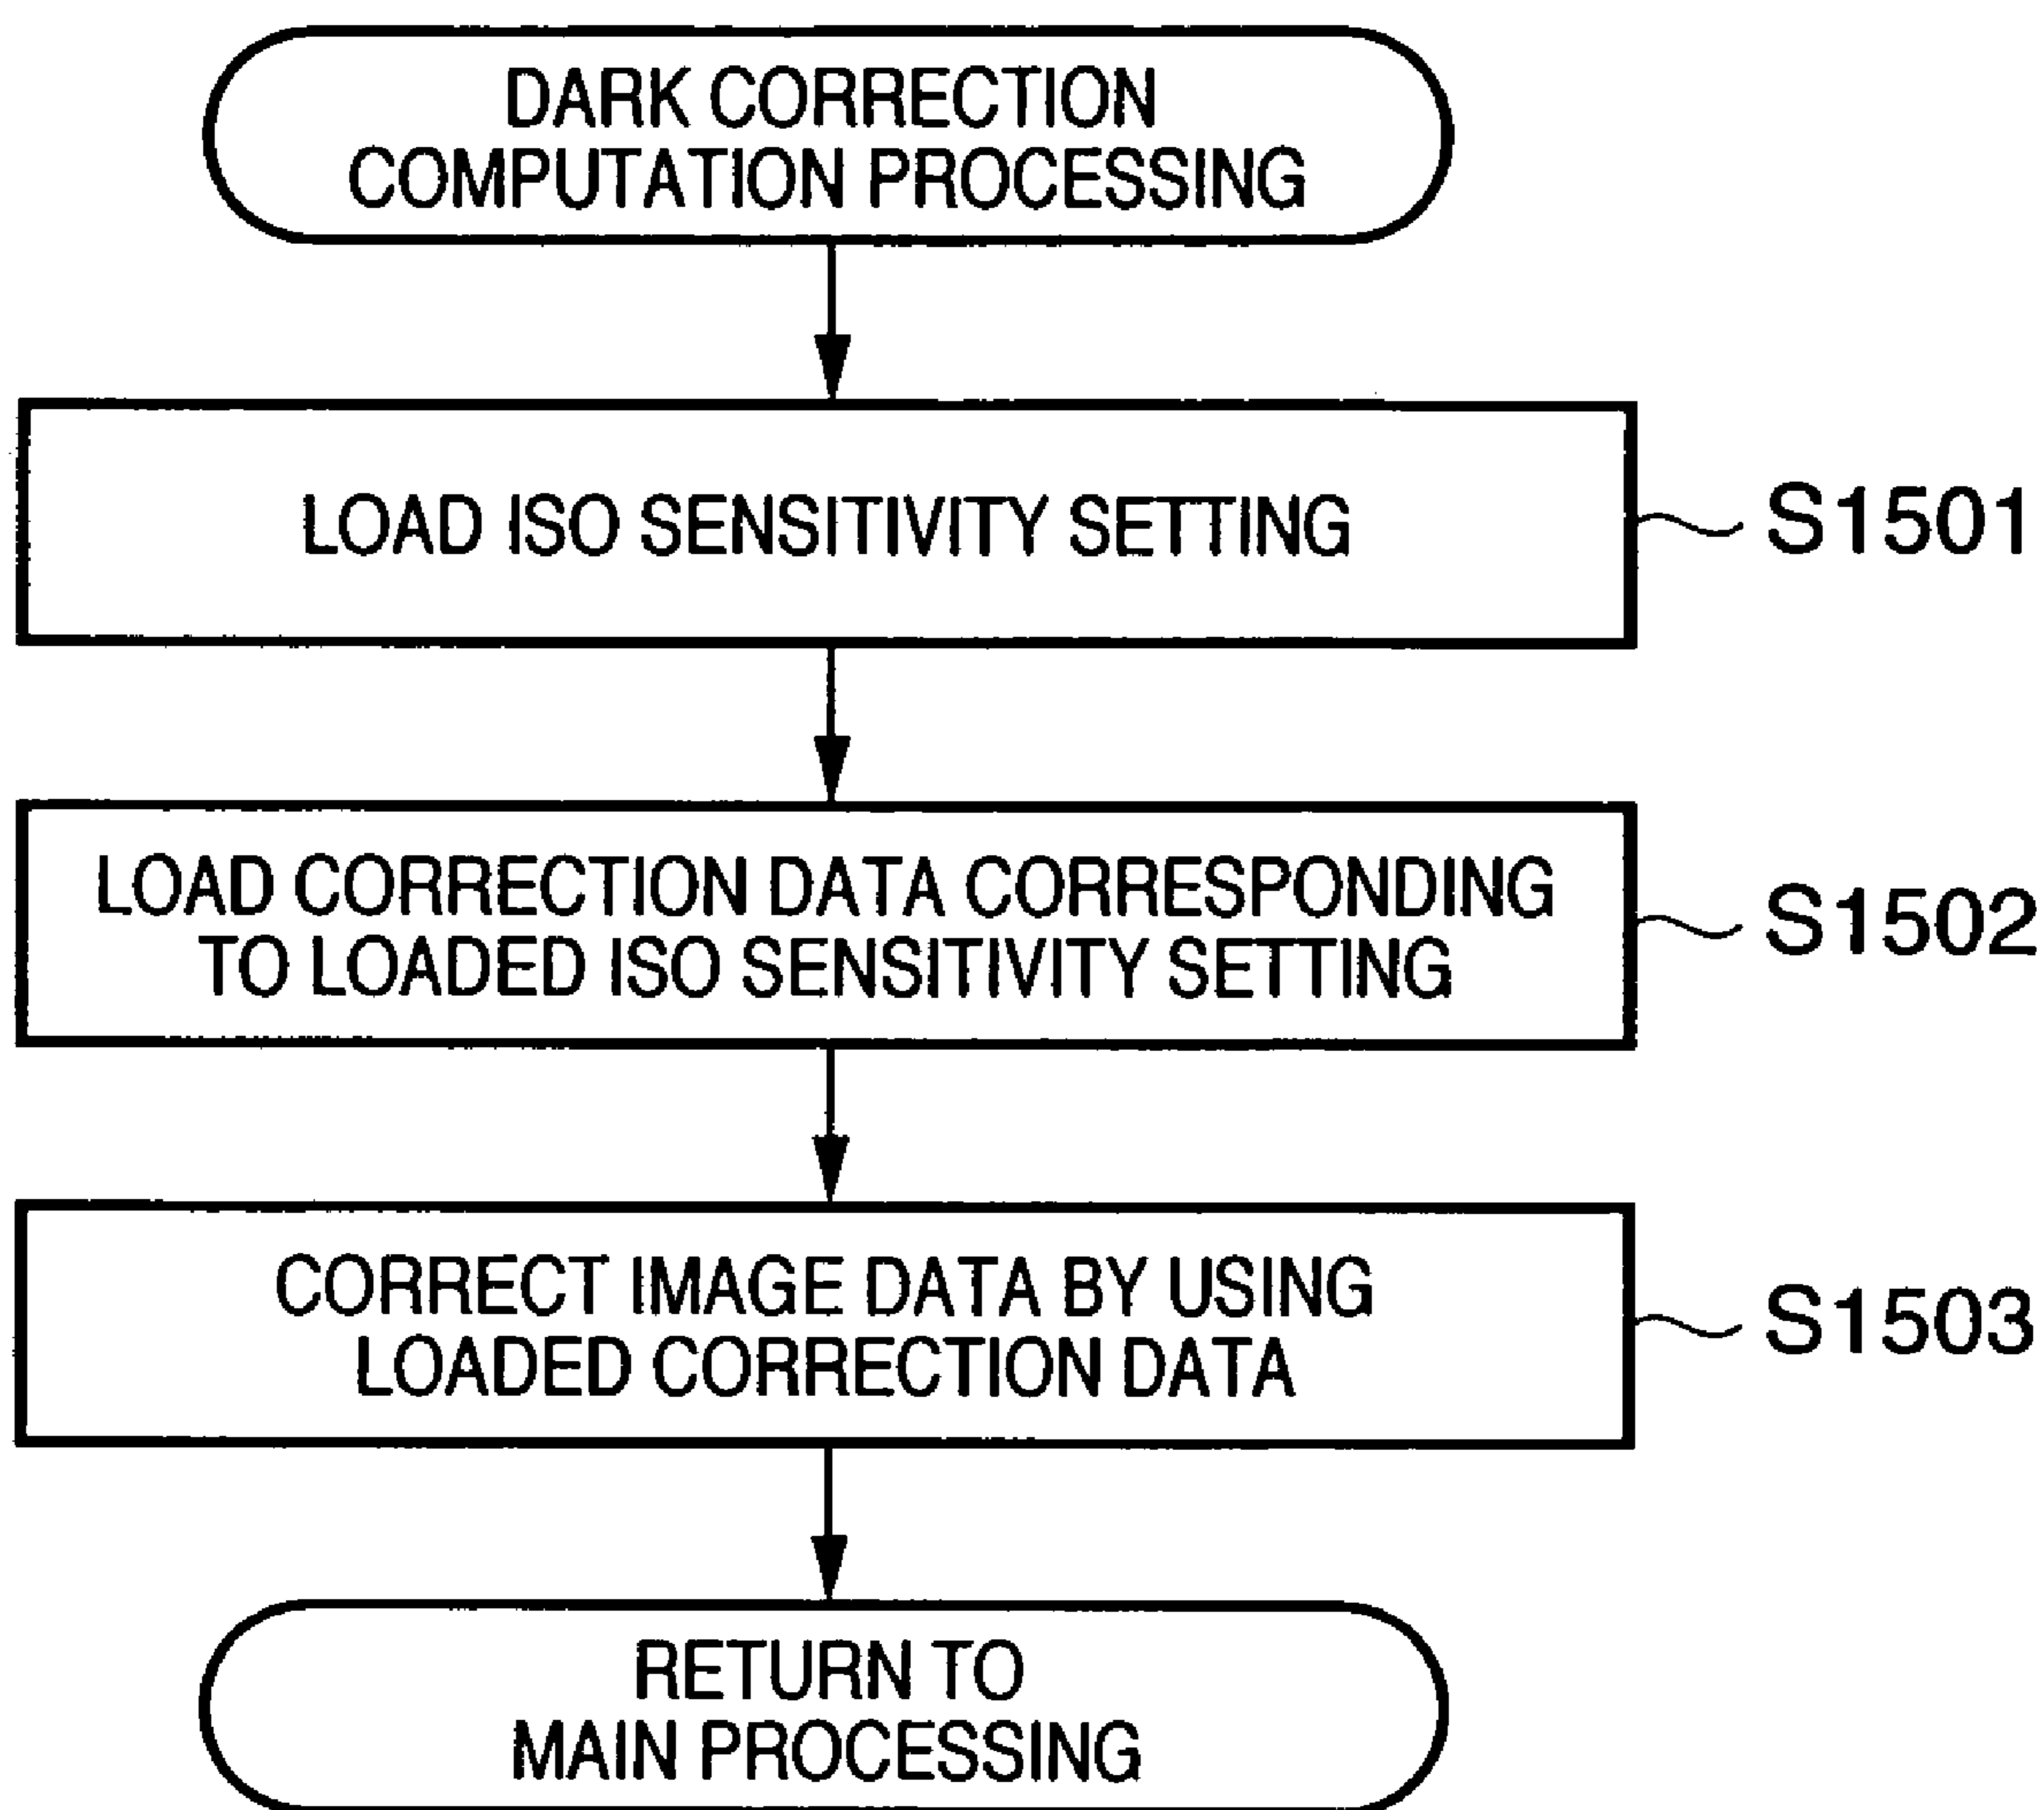 DARK CORRECTION
COMPUTATION PROCESSING
LOAD ISO SENSITIVITY SETTING
S1501
LOAD CORRECTION DATA CORRESPONDING
TO LOADED ISO SENSITIVITY SETTING
S1502
CORRECT IMAGE DATA BY USING
LOADED CORRECTION DATA
S1503
RETURN TO
MAIN PROCESSING